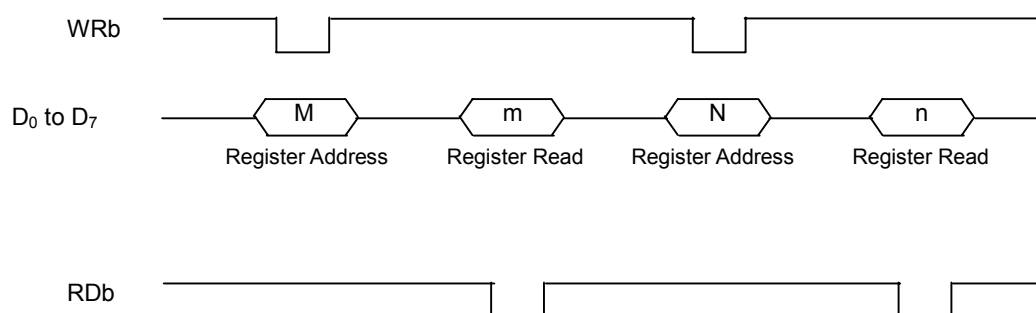 WRb
D₀ to D₇ M m N n
Register Address Register Read Register Address Register Read
RDb